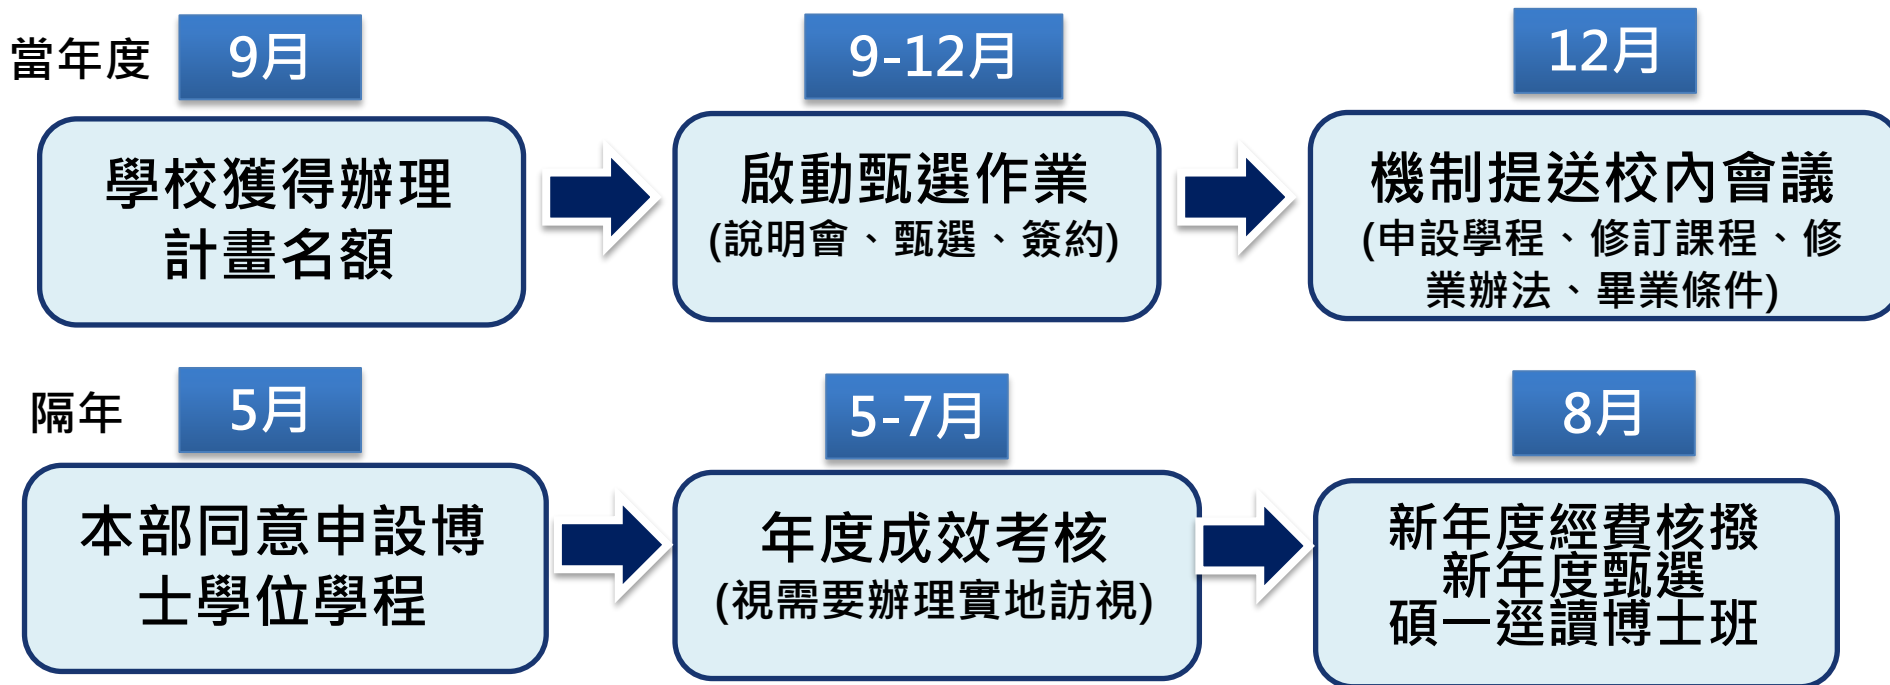 當年度
9月
9-12月
12月
學校獲得辦理
計畫名額
啟動甄選作業
(說明會、甄選、簽約)
機制提送校內會議
(申設學程、修訂課程、修
業辦法、畢業條件)
隔年
5月
5-7月
8月
本部同意申設博
士學位學程
年度成效考核
(視需要辦理實地訪視)
新年度經費核撥
新年度甄選
碩一逕讀博士班